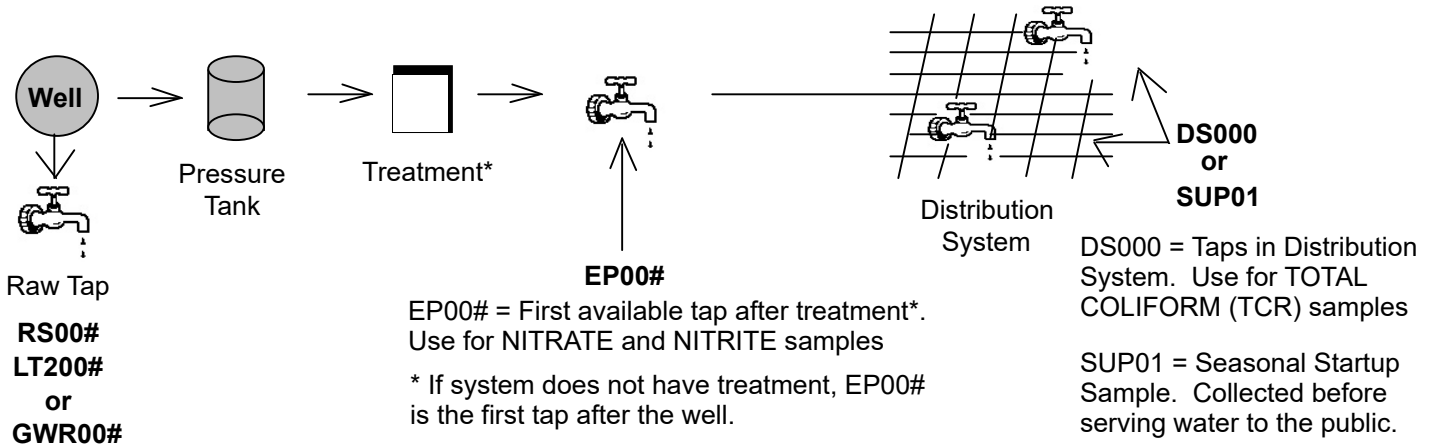 Well
Raw Tap
RS00#
LT200#
or
GWR00#
Pressure
Tank
Treatment*
EP00#
EP00# = First available tap after treatment*.
Use for NITRATE and NITRITE samples
* If system does not have treatment, EP00#
is the first tap after the well.
Distribution
System
DS000
or
SUP01
DS000 = Taps in Distribution
System. Use for TOTAL
COLIFORM (TCR) samples
SUP01 = Seasonal Startup
Sample. Collected before
serving water to the public.